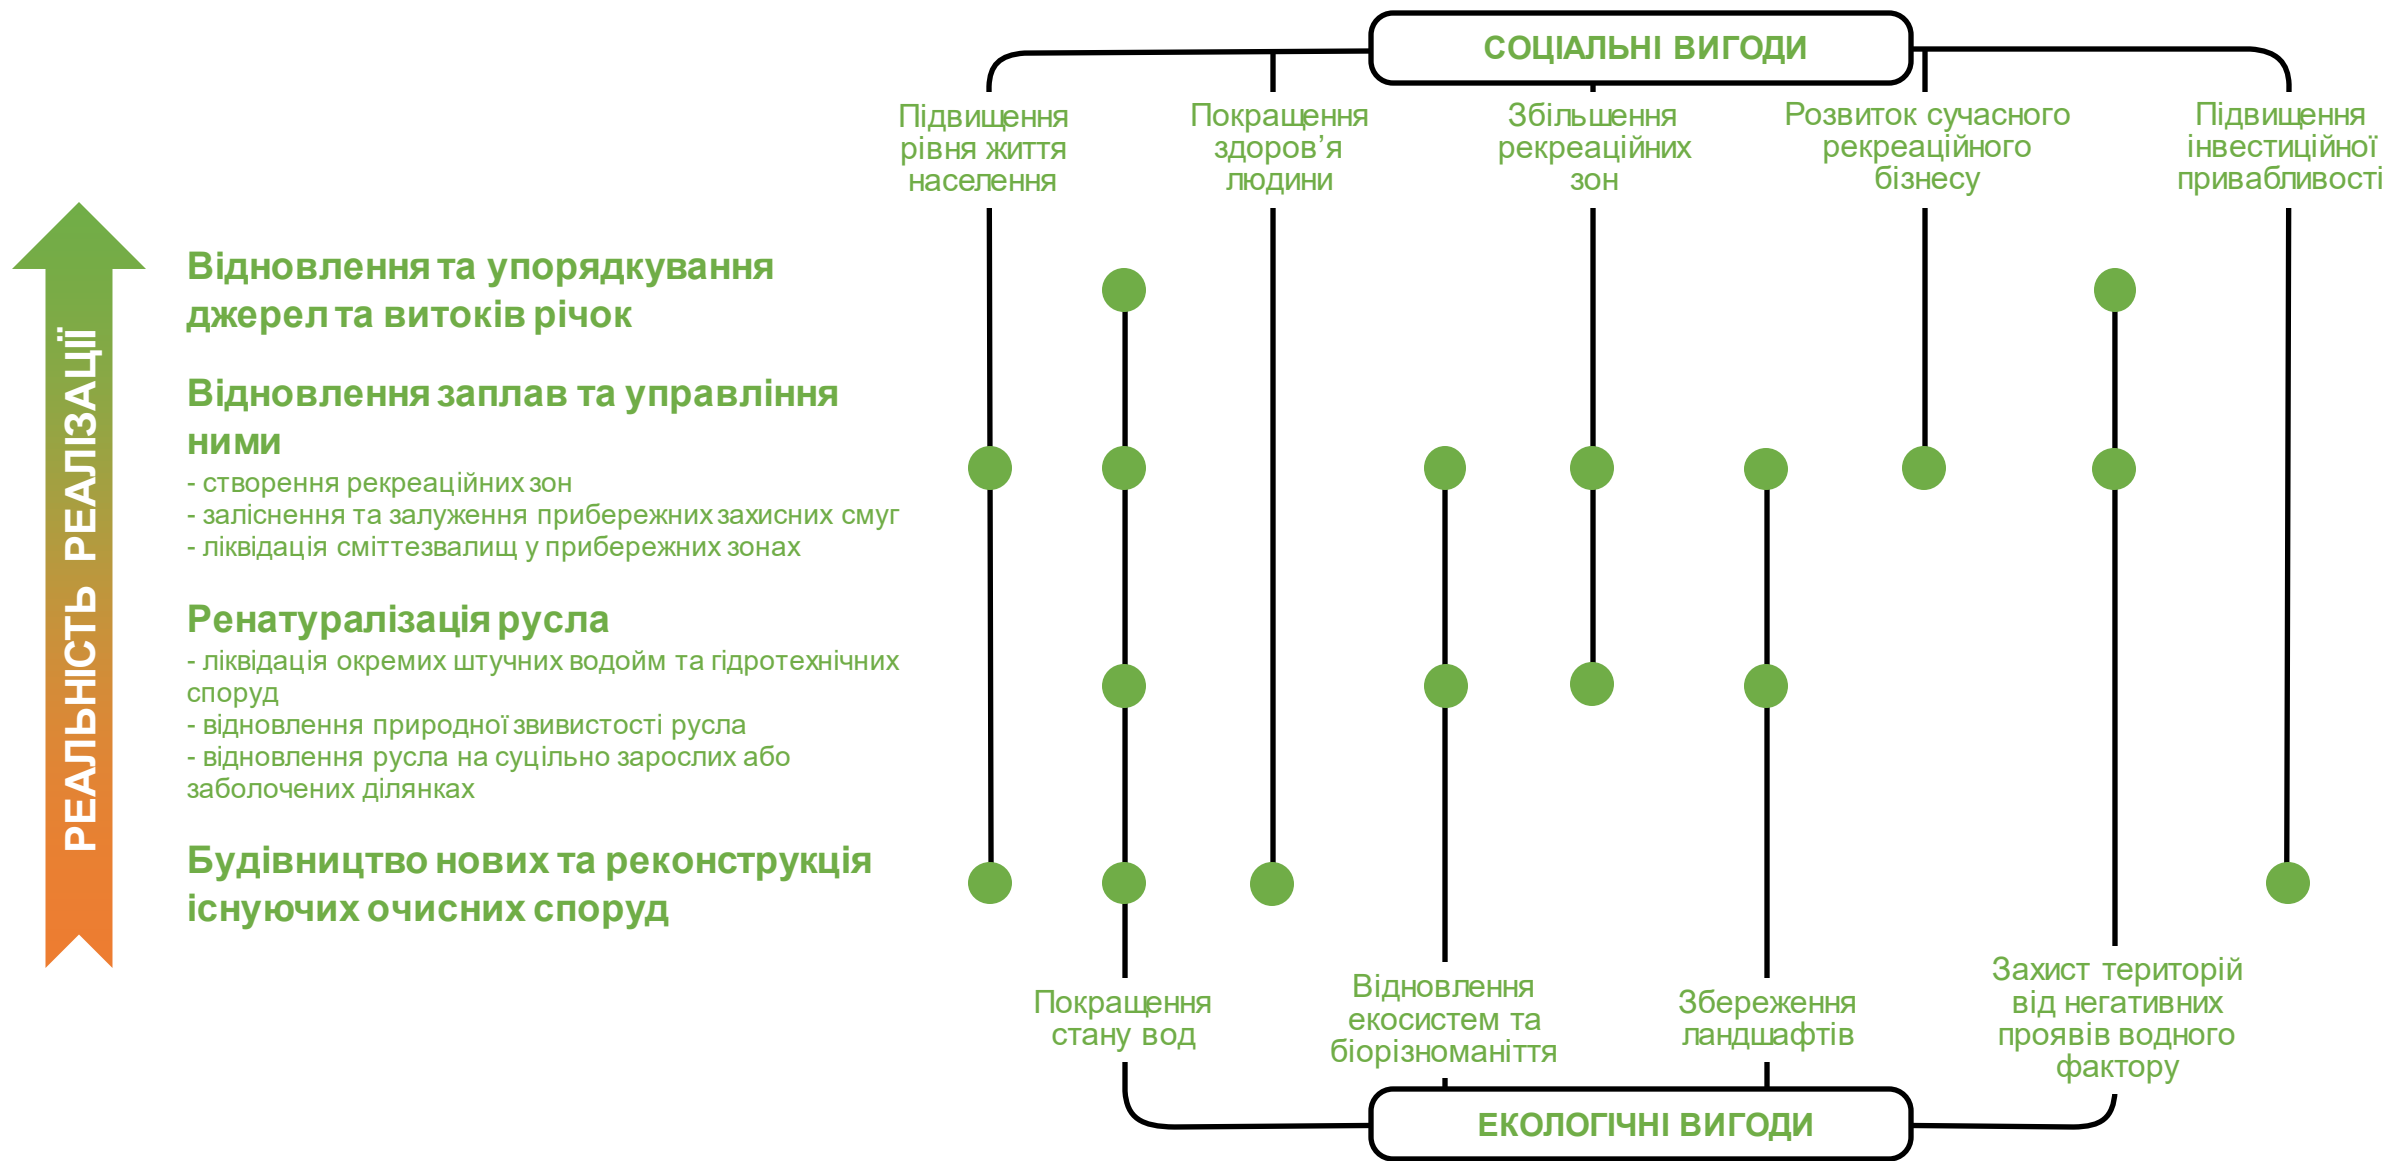 СОЦІАЛЬНІ ВИГОДИ
Підвищення
рівня життя
населення
Покращення
здоров’я
людини
Збільшення
рекреаційних
зон
Розвиток сучасного
рекреаційного
бізнесу
Підвищення
інвестиційної
привабливості
РЕАЛЬНІСТЬ РЕАЛІЗАЦІЇ
Відновлення та упорядкування
джерел та витоків річок
Відновлення заплав та управління
ними
- створення рекреаційних зон
- заліснення та залуження прибережних захисних смуг
- ліквідація сміттезвалищ у прибережних зонах
Ренатуралізація русла
- ліквідація окремих штучних водойм та гідротехнічних
споруд
- відновлення природної звивистості русла
- відновлення русла на суцільно зарослих або
заболочених ділянках
Будівництво нових та реконструкція
існуючих очисних споруд
Покращення
стану вод
Відновлення
екосистем та
біорізноманіття
Збереження
ландшафтів
Захист територій
від негативних
проявів водного
фактору
ЕКОЛОГІЧНІ ВИГОДИ